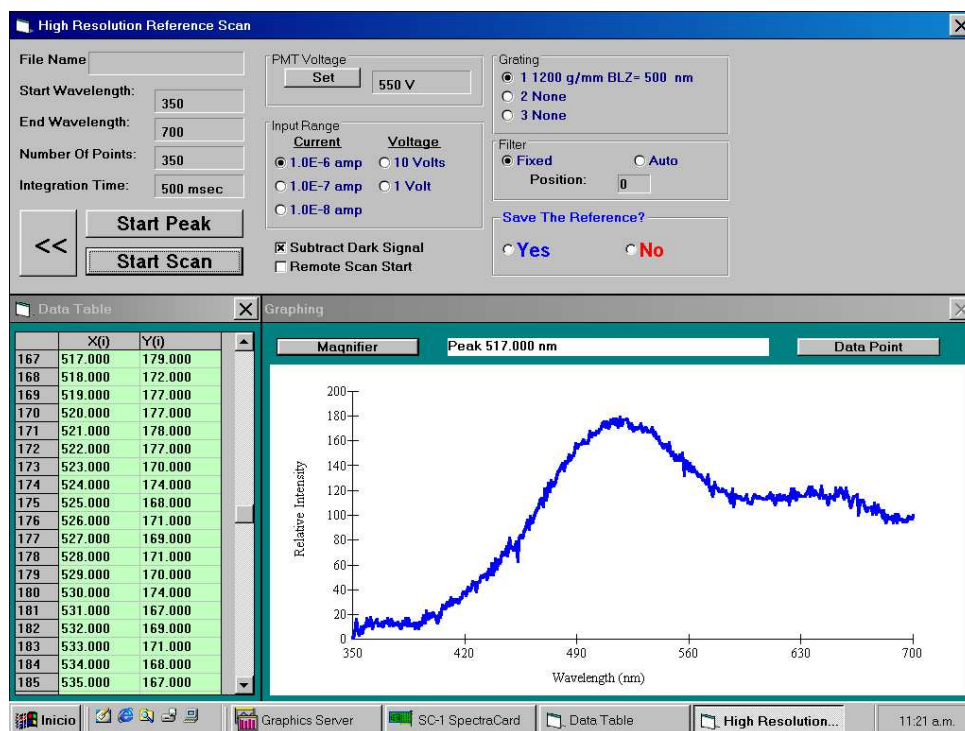 High Resolution Reference Scan
File Name
Start Wavelength: 350
End Wavelength: 700
Number Of Points: 350
Integration Time: 500 msec
<<
Start Peak
Start Scan
PMT Voltage
Set
550 V
Input Range
Current Voltage
1.0E-6 amp 10 Volts
1.0E-7 amp 1 Volt
1.0E-8 amp
Subtract Dark Signal
Remote Scan Start
Grating
1 1200 g/mm BLZ= 500 nm
2 None
3 None
Filter
Fixed Auto
Position: 0
Save The Reference?
Yes No
Data Table
X(i) Y(i)
167 517.000 179.000
168 518.000 172.000
169 519.000 177.000
170 520.000 177.000
171 521.000 178.000
172 522.000 177.000
173 523.000 170.000
174 524.000 174.000
175 525.000 168.000
176 526.000 171.000
177 527.000 169.000
178 528.000 171.000
179 529.000 170.000
180 530.000 174.000
181 531.000 167.000
182 532.000 169.000
183 533.000 171.000
184 534.000 168.000
185 535.000 167.000
Graphing
Magnifier
Peak 517.000 nm
Data Point
Relative Intensity
200
180
160
140
120
100
80
60
40
20
0
350 420 490 560 630 700
Wavelength (nm)
Inicio
Graphics Server
SC-1 SpectraCard
Data Table
High Resolution...
11:21 a.m.